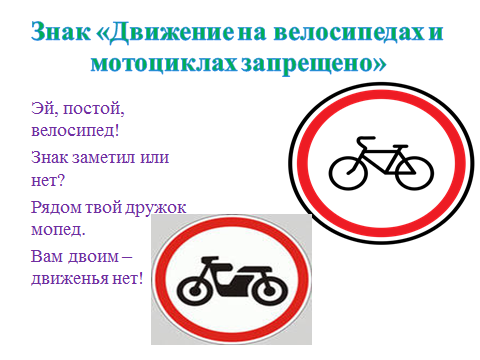 Знак «Движение на велосипедах и
мотоциклах запрещено»
Эй, постой,
велосипед!
Знак заметил или
нет?
Рядом твой дружок
мопед.
Вам двоим –
движенья нет!